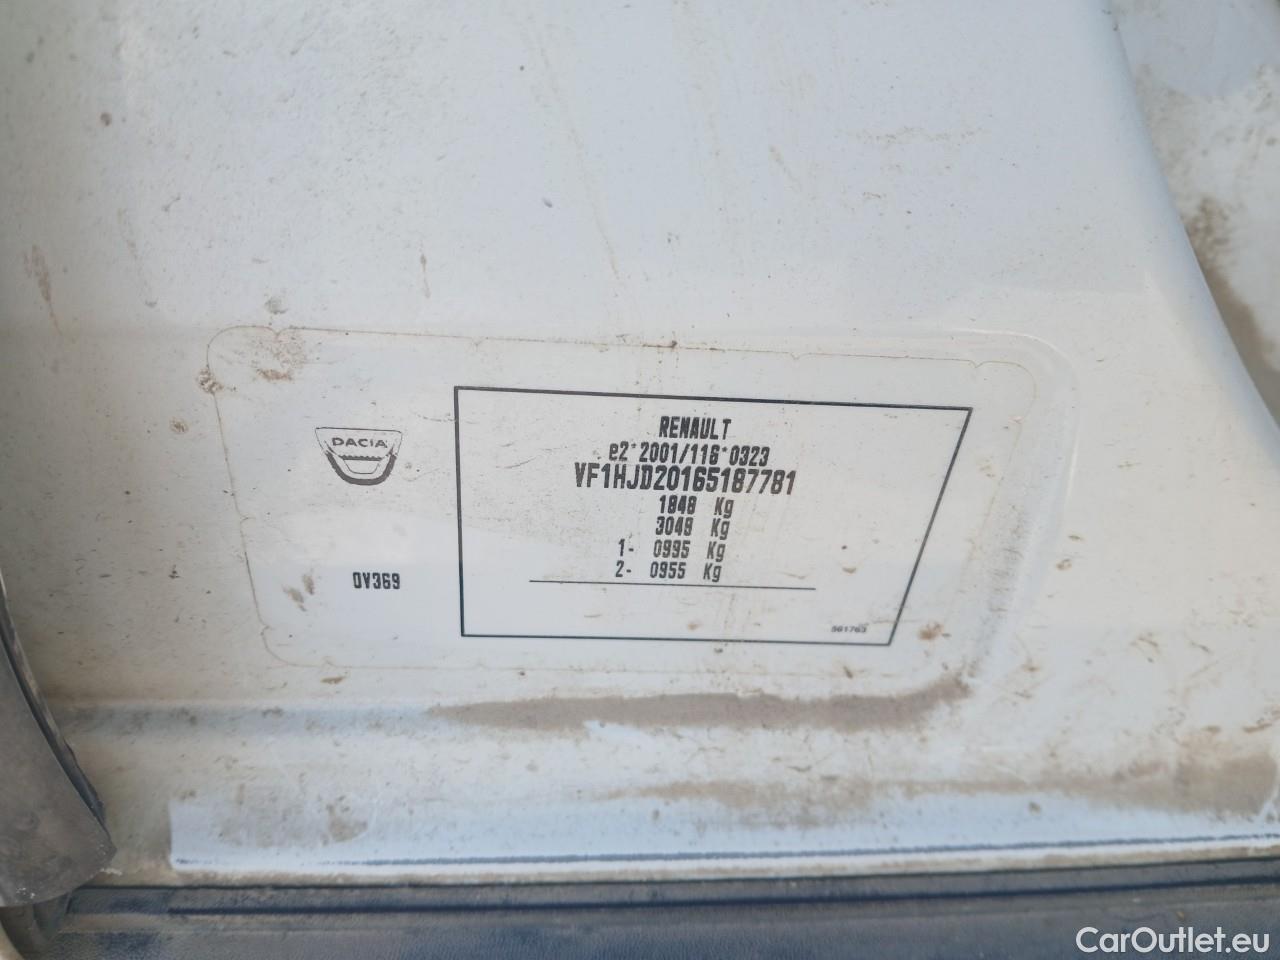 RENAULT
e2*2001/116*0323
VF1HJD20165187781
1848 Kg
3048 Kg
1- 0995 Kg
2- 0955 Kg
DACIA
OV369
561763
CarOutlet.eu